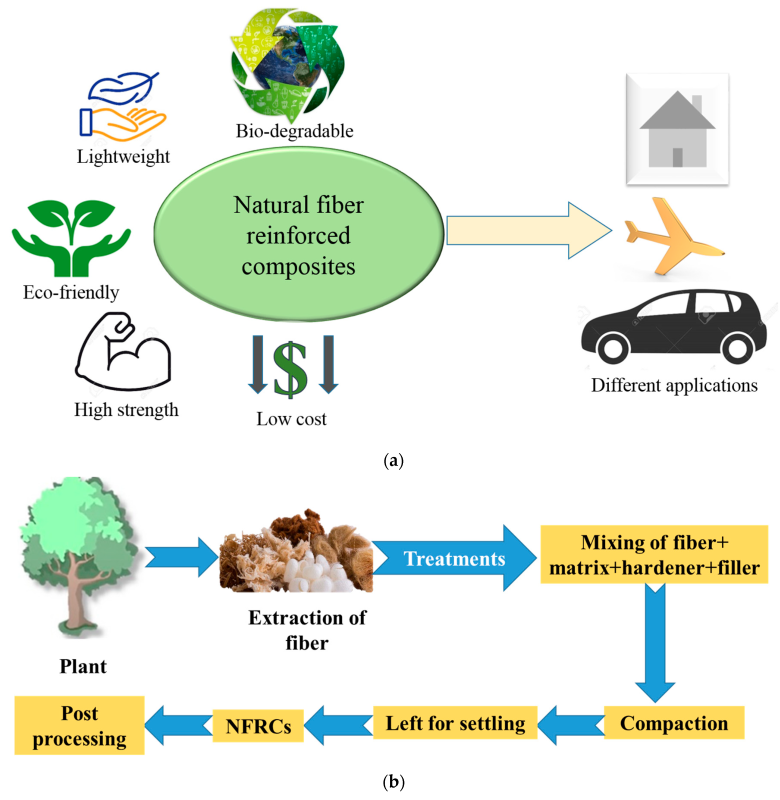 Bio-degradable
Lightweight
Natural fiber
reinforced
composites
Eco-friendly
High strength
$
Low cost
Different applications
(a)
Plant
Extraction of
fiber
Treatments
Mixing of fiber+
matrix+hardener+filler
Compaction
Left for settling
NFRCs
Post
processing
(b)